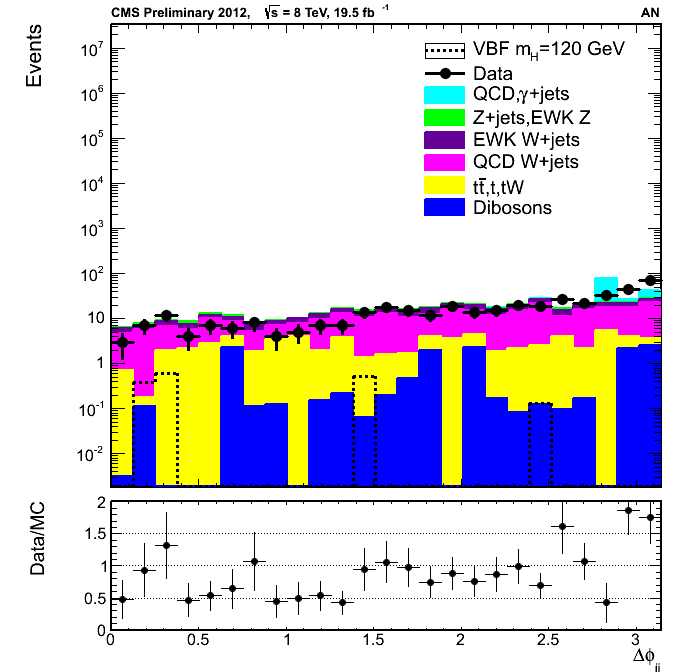 CMS Preliminary 2012, √s = 8 TeV, 19.5 fb⁻¹ AN
Events
VBF m_H=120 GeV
Data
QCD,γ+jets
Z+jets,EWK Z
EWK W+jets
QCD W+jets
tt̄,t,tW
Dibosons
10⁷
10⁶
10⁵
10⁴
10³
10²
10
1
10⁻¹
10⁻²
Data/MC
2
1.5
1
0.5
0
0 0.5 1 1.5 2 2.5 3
Δϕ_jj